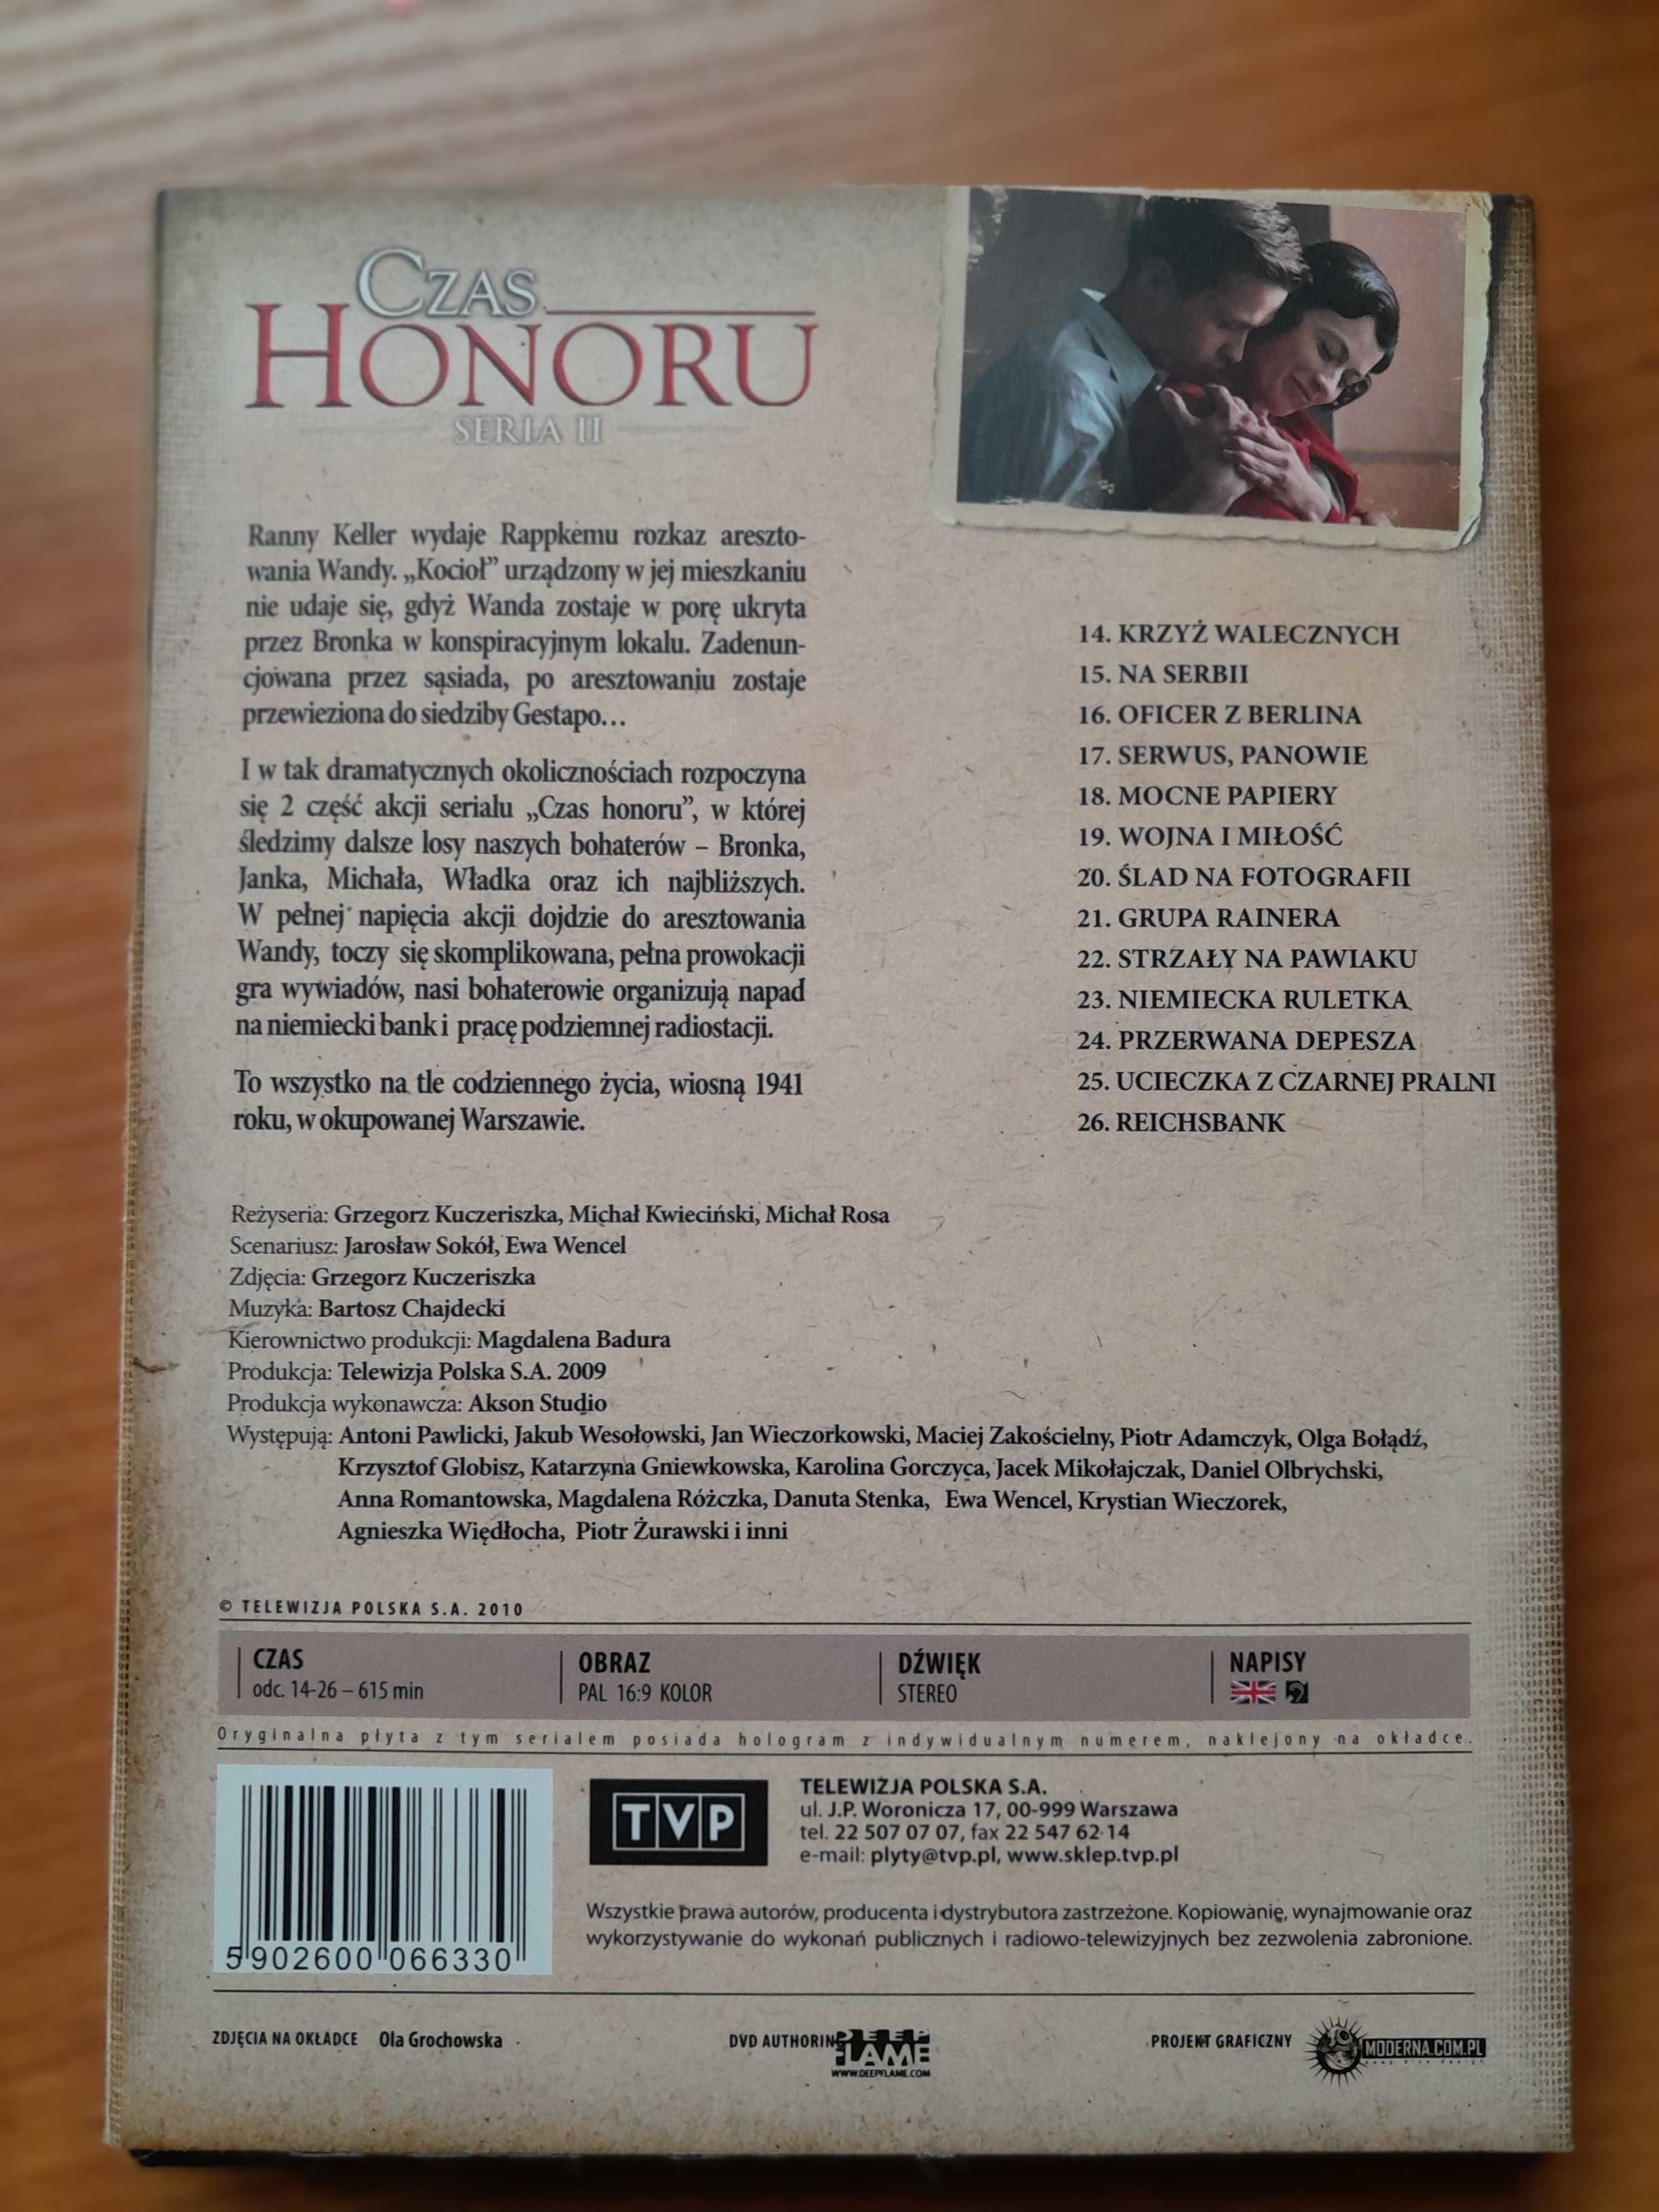 CZAS
HONORU
SERIA II
Ranny Keller wydaje Rappkemu rozkaz areszto-
wania Wandy. „Kocioł” urządzony w jej mieszkaniu
nie udaje się, gdyż Wanda zostaje w porę ukryta
przez Bronka w konspiracyjnym lokalu. Zadenun-
cjowana przez sąsiada, po aresztowaniu zostaje
przewieziona do siedziby Gestapo...
I w tak dramatycznych okolicznościach rozpoczyna
się 2 część akcji serialu „Czas honoru”, w której
śledzimy dalsze losy naszych bohaterów – Bronka,
Janka, Michała, Władka oraz ich najbliższych.
W pełnej napięcia akcji dojdzie do aresztowania
Wandy, toczy się skomplikowana, pełna prowokacji
gra wywiadów, nasi bohaterowie organizują napad
na niemiecki bank i pracę podziemnej radiostacji.
To wszystko na tle codziennego życia, wiosną 1941
roku, w okupowanej Warszawie.
14. KRZYŻ WALECZNYCH
15. NA SERBII
16. OFICER Z BERLINA
17. SERWUS, PANOWIE
18. MOCNE PAPIERY
19. WOJNA I MIŁOŚĆ
20. ŚLAD NA FOTOGRAFII
21. GRUPA RAINERA
22. STRZAŁY NA PAWIAKU
23. NIEMIECKA RULETKA
24. PRZERWANA DEPESZA
25. UCIECZKA Z CZARNEJ PRALNI
26. REICHSBANK
Reżyseria: Grzegorz Kuczeriszka, Michał Kwieciński, Michał Rosa
Scenariusz: Jarosław Sokół, Ewa Wencel
Zdjęcia: Grzegorz Kuczeriszka
Muzyka: Bartosz Chajdecki
Kierownictwo produkcji: Magdalena Badura
Produkcja: Telewizja Polska S.A. 2009
Produkcja wykonawcza: Akson Studio
Występują: Antoni Pawlicki, Jakub Wesołowski, Jan Wieczorkowski, Maciej Zakościelny, Piotr Adamczyk, Olga Bołądź,
Krzysztof Globisz, Katarzyna Gniewkowska, Karolina Gorczyca, Jacek Mikołajczak, Daniel Olbrychski,
Anna Romantowska, Magdalena Różczka, Danuta Stenka, Ewa Wencel, Krystian Wieczorek,
Agnieszka Więdłocha, Piotr Żurawski i inni
© TELEWIZJA POLSKA S.A. 2010
CZAS
odc. 14-26 – 615 min
OBRAZ
PAL 16:9 KOLOR
DŹWIĘK
STEREO
NAPISY
Oryginalna płyta z tym serialem posiada hologram z indywidualnym numerem, naklejony na okładce.
5 902600 066330
TVP
TELEWIZJA POLSKA S.A.
ul. J.P. Woronicza 17, 00-999 Warszawa
tel. 22 507 07 07, fax 22 547 62 14
e-mail: plyty@tvp.pl, www.sklep.tvp.pl
Wszystkie prawa autorów, producenta i dystrybutora zastrzeżone. Kopiowanie, wynajmowanie oraz
wykorzystywanie do wykonań publicznych i radiowo-telewizyjnych bez zezwolenia zabronione.
ZDJĘCIA NA OKŁADCE Ola Grochowska
DVD AUTHORING DEEP FLAME
WWW.DEEPFLAME.COM
PROJEKT GRAFICZNY MODERNA.COM.PL